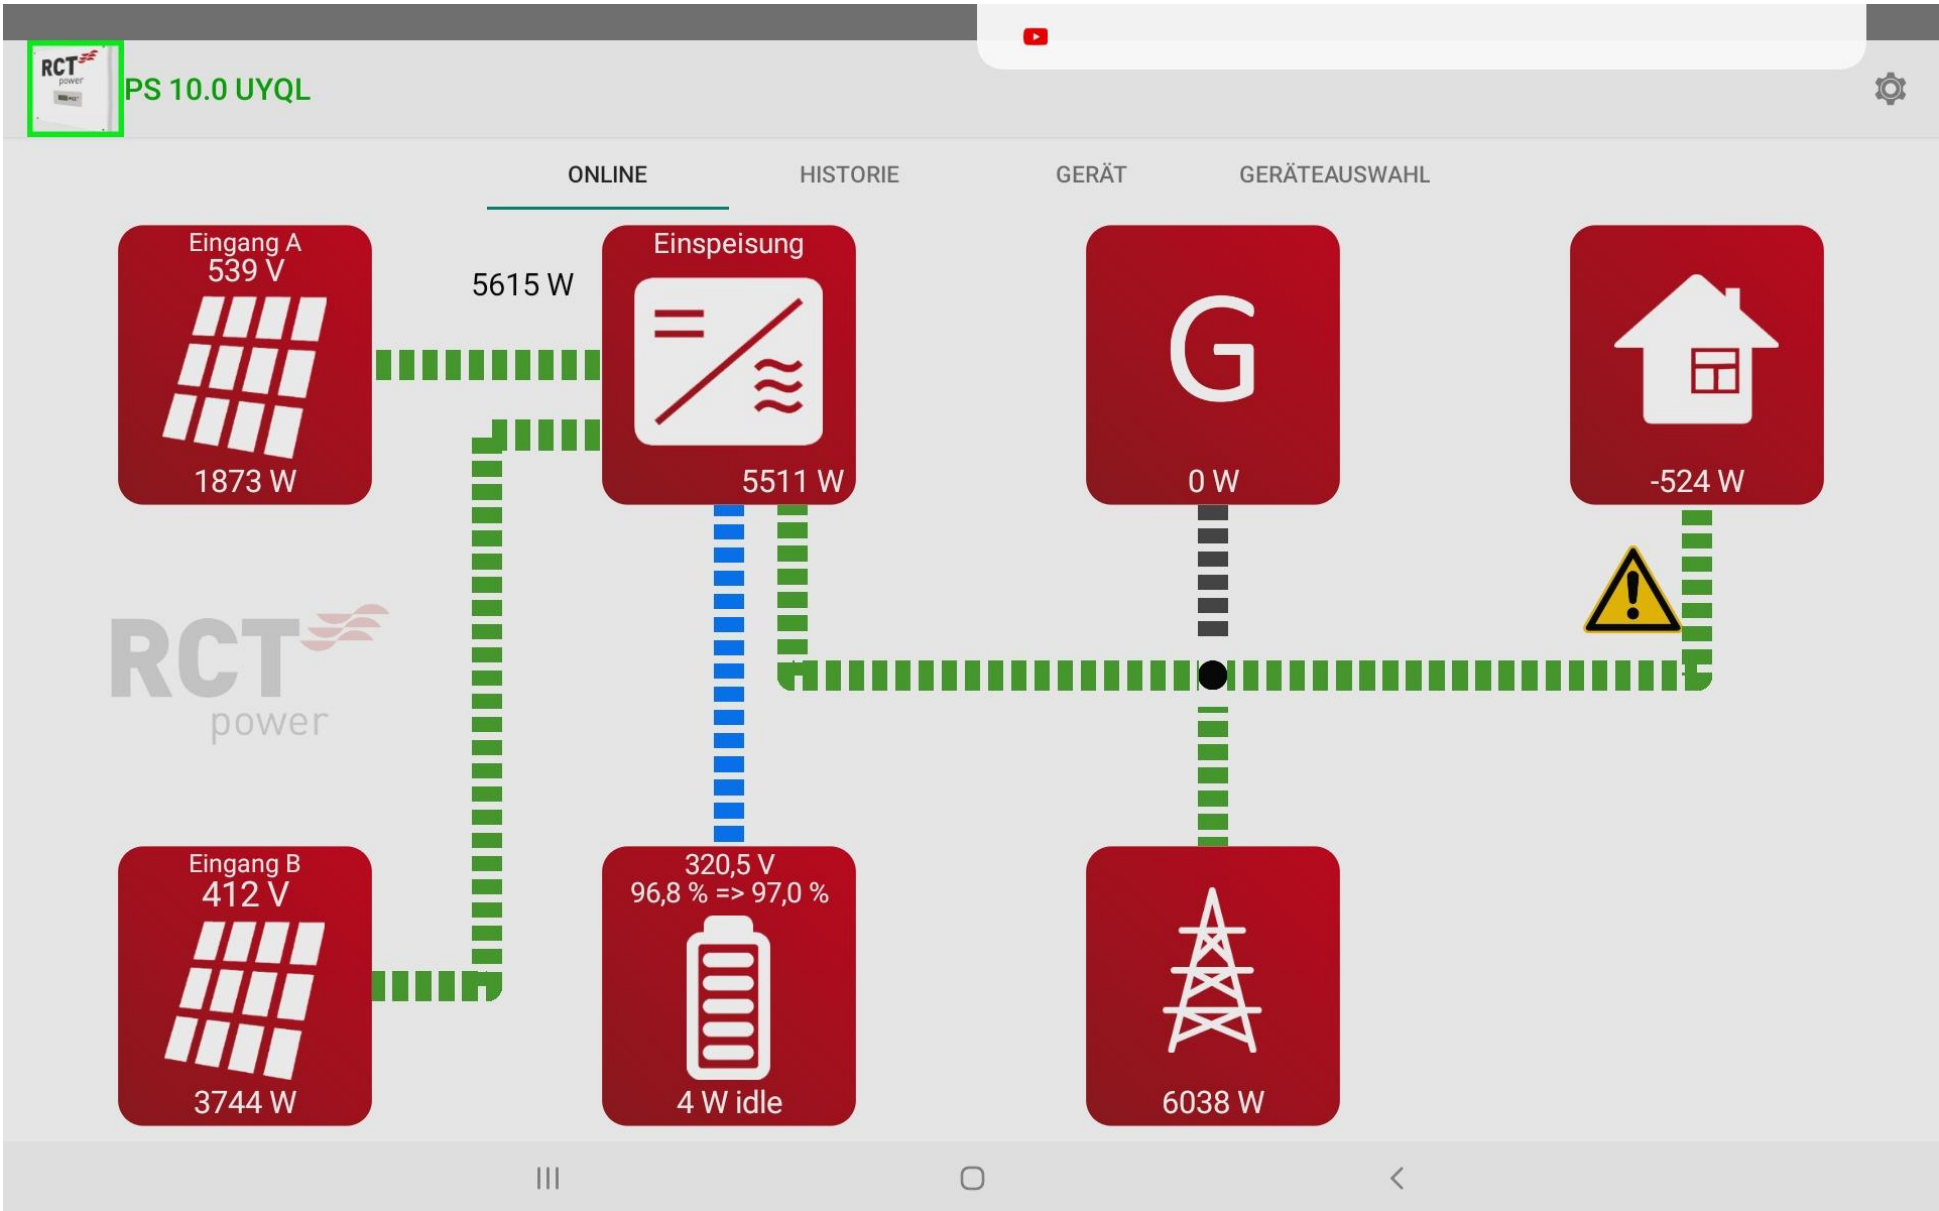 RCT
power
PS 10.0 UYQL
ONLINE
HISTORIE
GERÄT
GERÄTEAUSWAHL
Eingang A
539 V
1873 W
5615 W
Einspeisung
5511 W
G
0 W
-524 W
RCT
power
Eingang B
412 V
3744 W
320,5 V
96,8 % => 97,0 %
4 W idle
6038 W